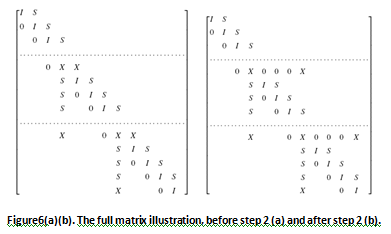 I S
0 I S
0 I S
0 X X
S I S
S 0 I S
S 0 I S
X 0 X X
S I S
S 0 I S
S 0 I S
X 0 I
I S
0 I S
0 I S
0 X 0 0 0 X
S I S
S 0 I S
S 0 I S
X 0 X 0 0 0 X
S I S
S 0 I S
S 0 I S
X 0 I
Figure6(a)(b). The full matrix illustration, before step 2 (a) and after step 2 (b).